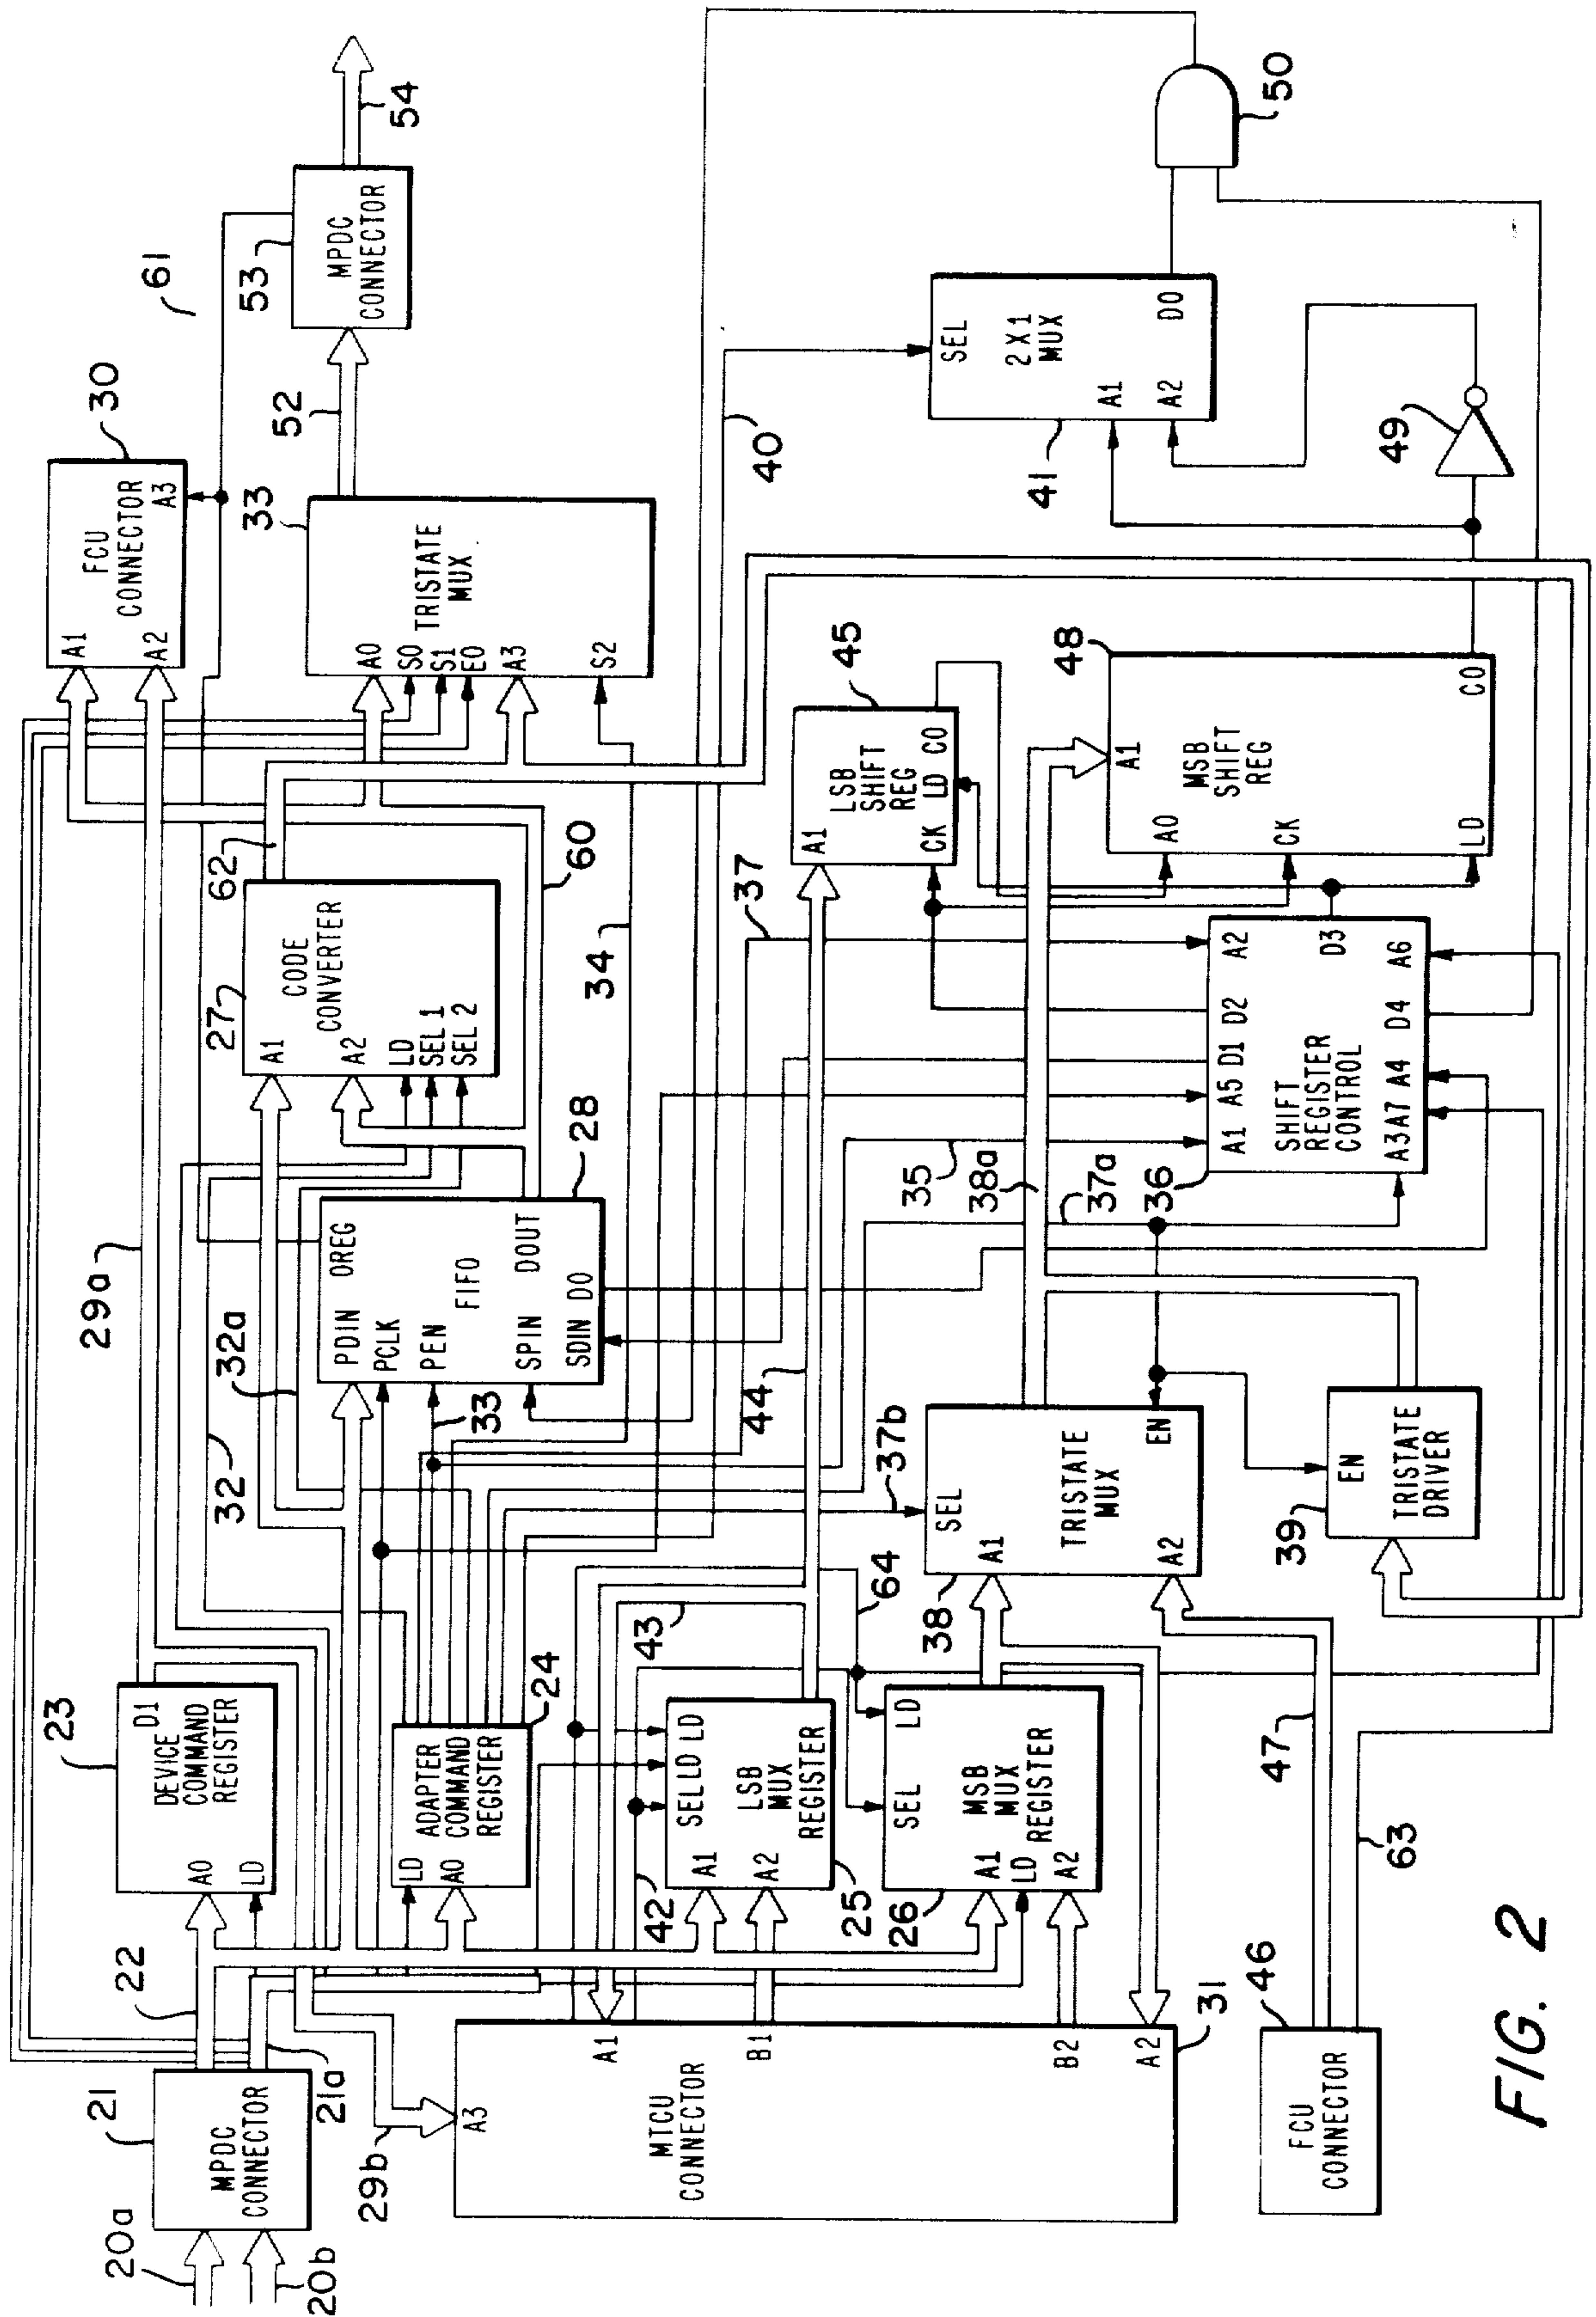 20a
20b
21
MPDC
CONNECTOR
21a
22
23
D1
DEVICE
COMMAND
REGISTER
A0
LD
29a
29b
32
32a
30
FCU
CONNECTOR
A1
A2
A3
61
53
MPDC
CONNECTOR
54
52
33
TRISTATE
MUX
A0
S0
S1
E0
A3
S2
62
27
CODE
CONVERTER
A1
A2
LD
SEL 1
SEL 2
60
34
28
PDIN
OREG
PCLK
FIFO
PEN
DOUT
SPIN
SDIN
D0
33
24
ADAPTER
COMMAND
REGISTER
LD
A0
31
MTCU
CONNECTOR
A3
A1
B1
B2
A2
42
43
44
64
25
SEL
LD
LD
LSB
MUX
REGISTER
A1
A2
26
SEL
LD
MSB
MUX
REGISTER
A1
LD
A2
37
37a
37b
38
38a
SEL
A1
TRISTATE
MUX
EN
A2
39
EN
TRISTATE
DRIVER
35
36
A1
A5
D1
D2
A2
SHIFT
REGISTER
CONTROL
D3
A3
A7
A4
D4
A6
45
A1
LSB
SHIFT
REG
CK
LD
CO
48
A1
A0
MSB
SHIFT
REG
CK
LD
CO
40
41
SEL
2X1
MUX
A1
A2
D0
49
50
46
FCU
CONNECTOR
47
63
FIG. 2